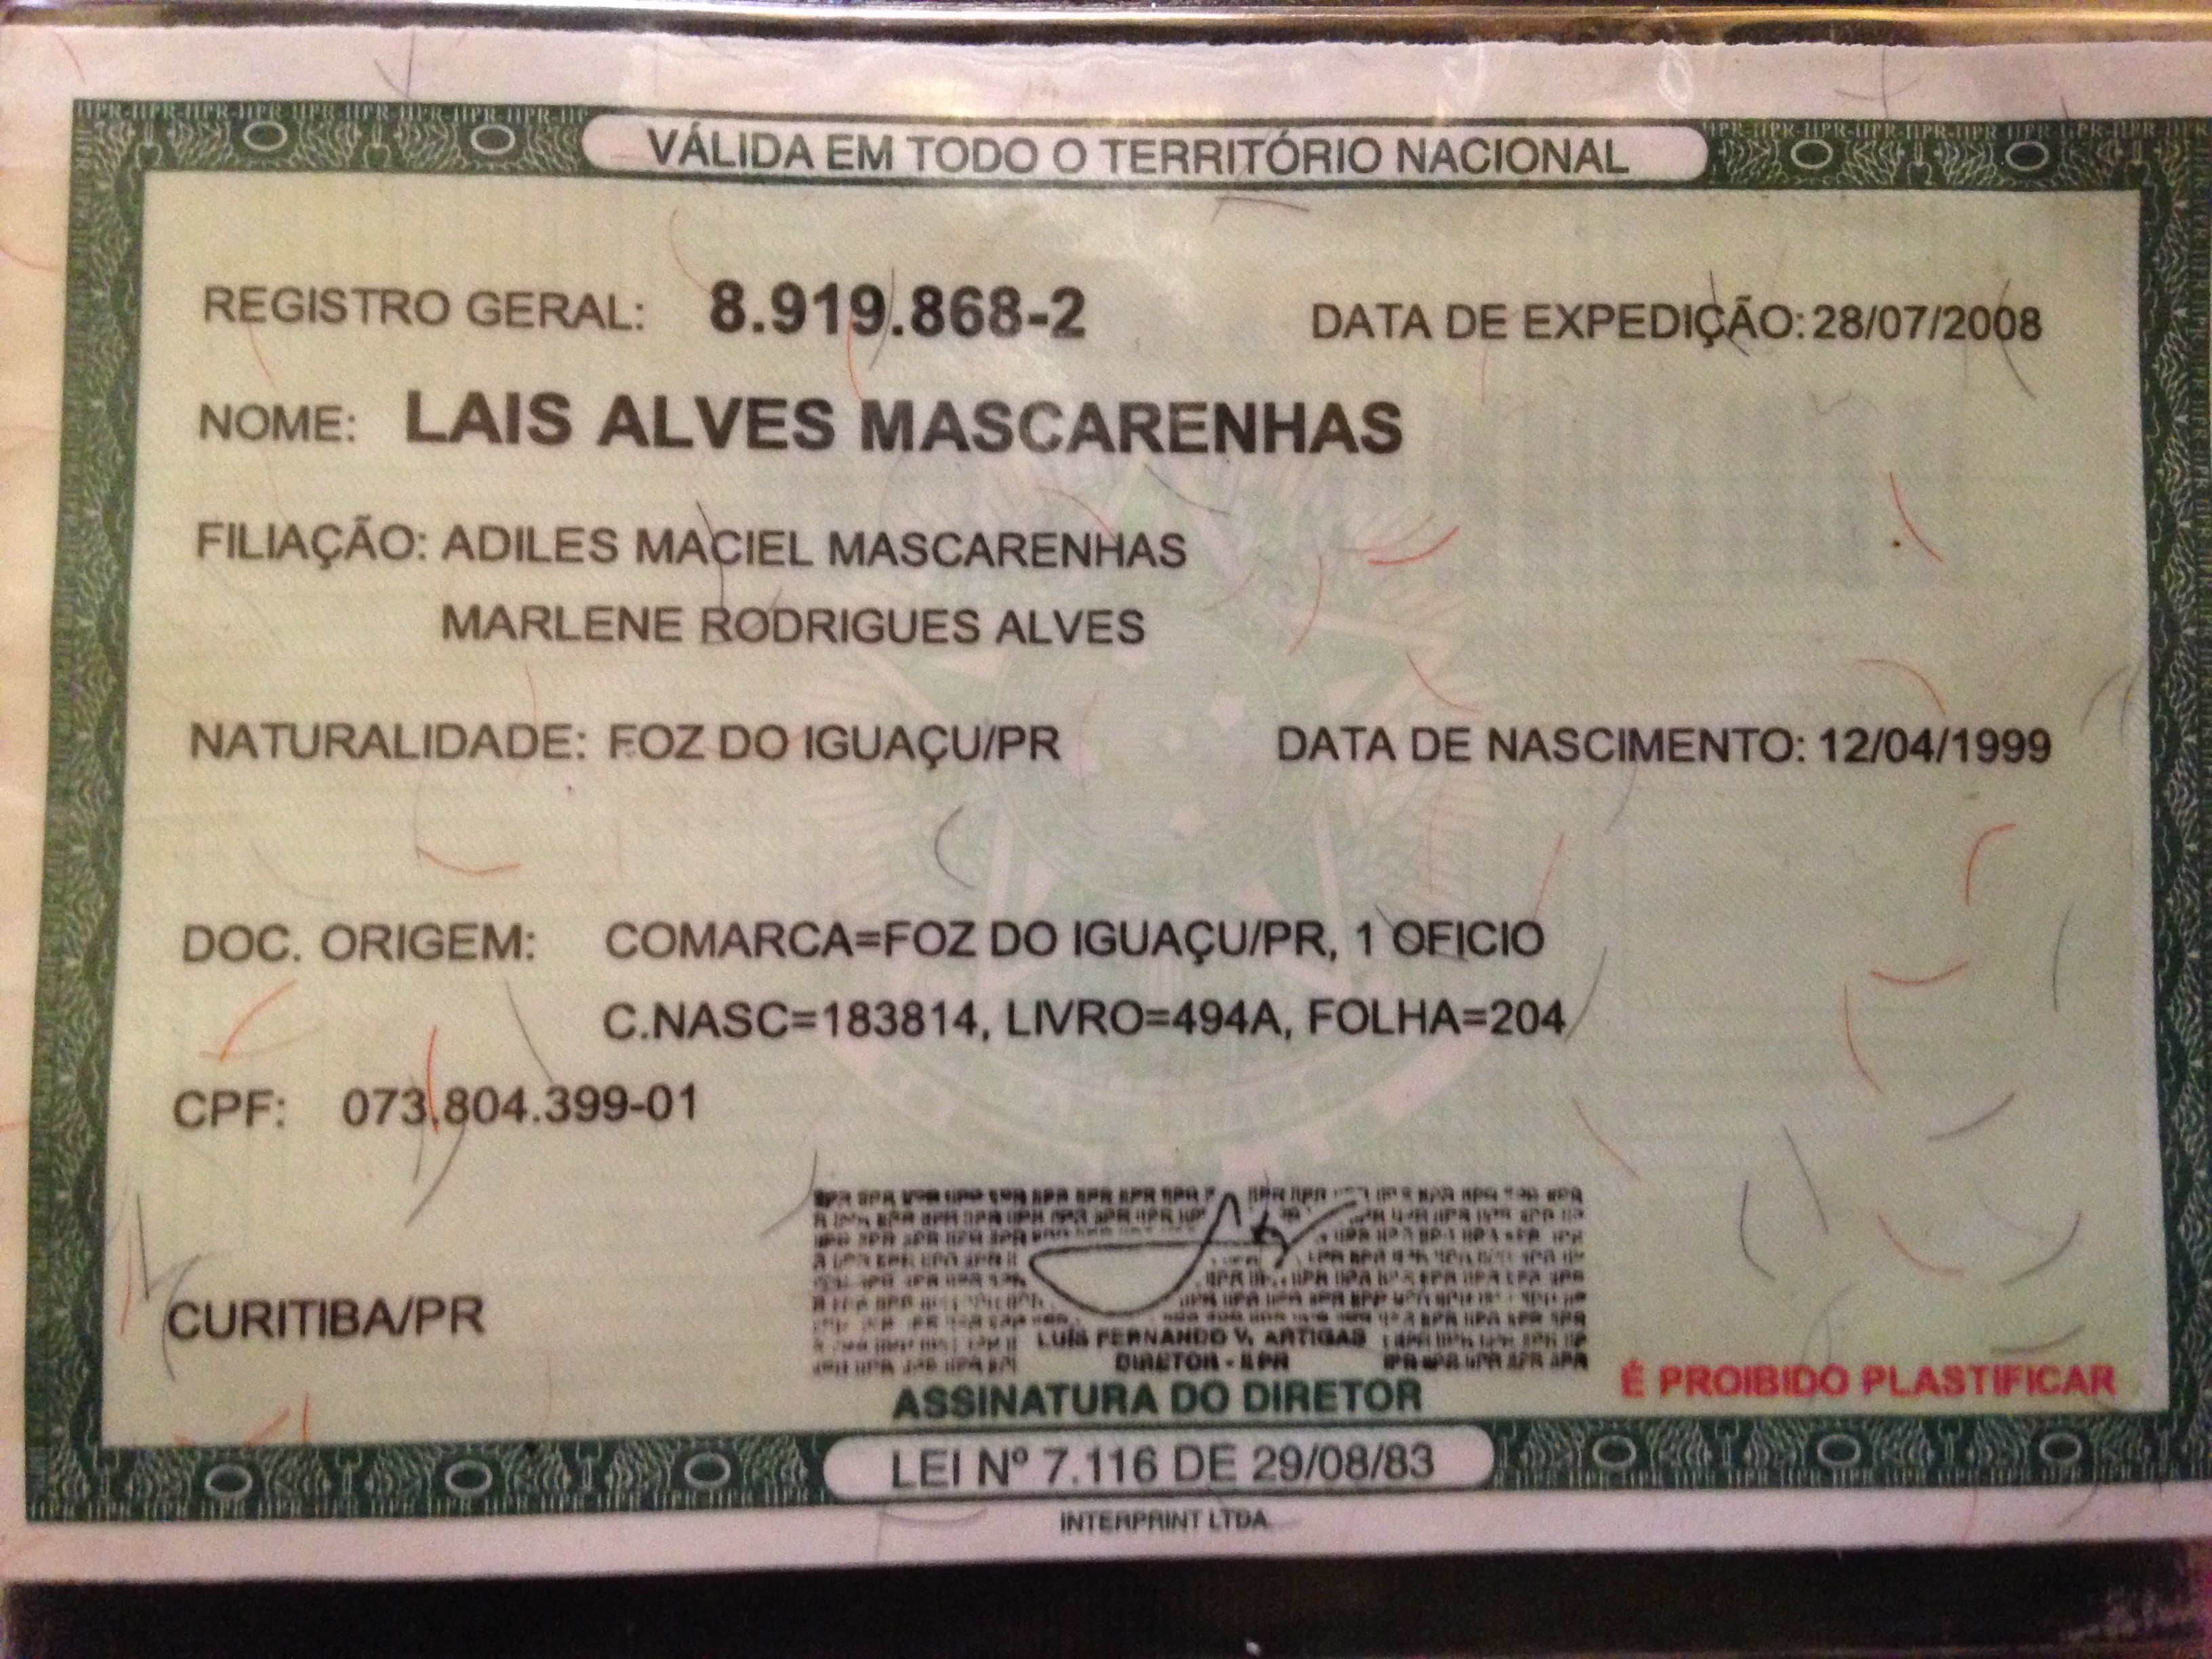 VÁLIDA EM TODO O TERRITÓRIO NACIONAL
REGISTRO GERAL: 8.919.868-2 DATA DE EXPEDIÇÃO: 28/07/2008
NOME: LAIS ALVES MASCARENHAS
FILIAÇÃO: ADILES MACIEL MASCARENHAS
MARLENE RODRIGUES ALVES
NATURALIDADE: FOZ DO IGUAÇU/PR DATA DE NASCIMENTO: 12/04/1999
DOC. ORIGEM: COMARCA=FOZ DO IGUAÇU/PR, 1 OFICIO
C.NASC=183814, LIVRO=494A, FOLHA=204
CPF: 073.804.399-01
CURITIBA/PR
LUÍS FERNANDO V. ARTIGAS
DIRETOR - IIPR
ASSINATURA DO DIRETOR
É PROIBIDO PLASTIFICAR
LEI Nº 7.116 DE 29/08/83
INTERPRINT LTDA